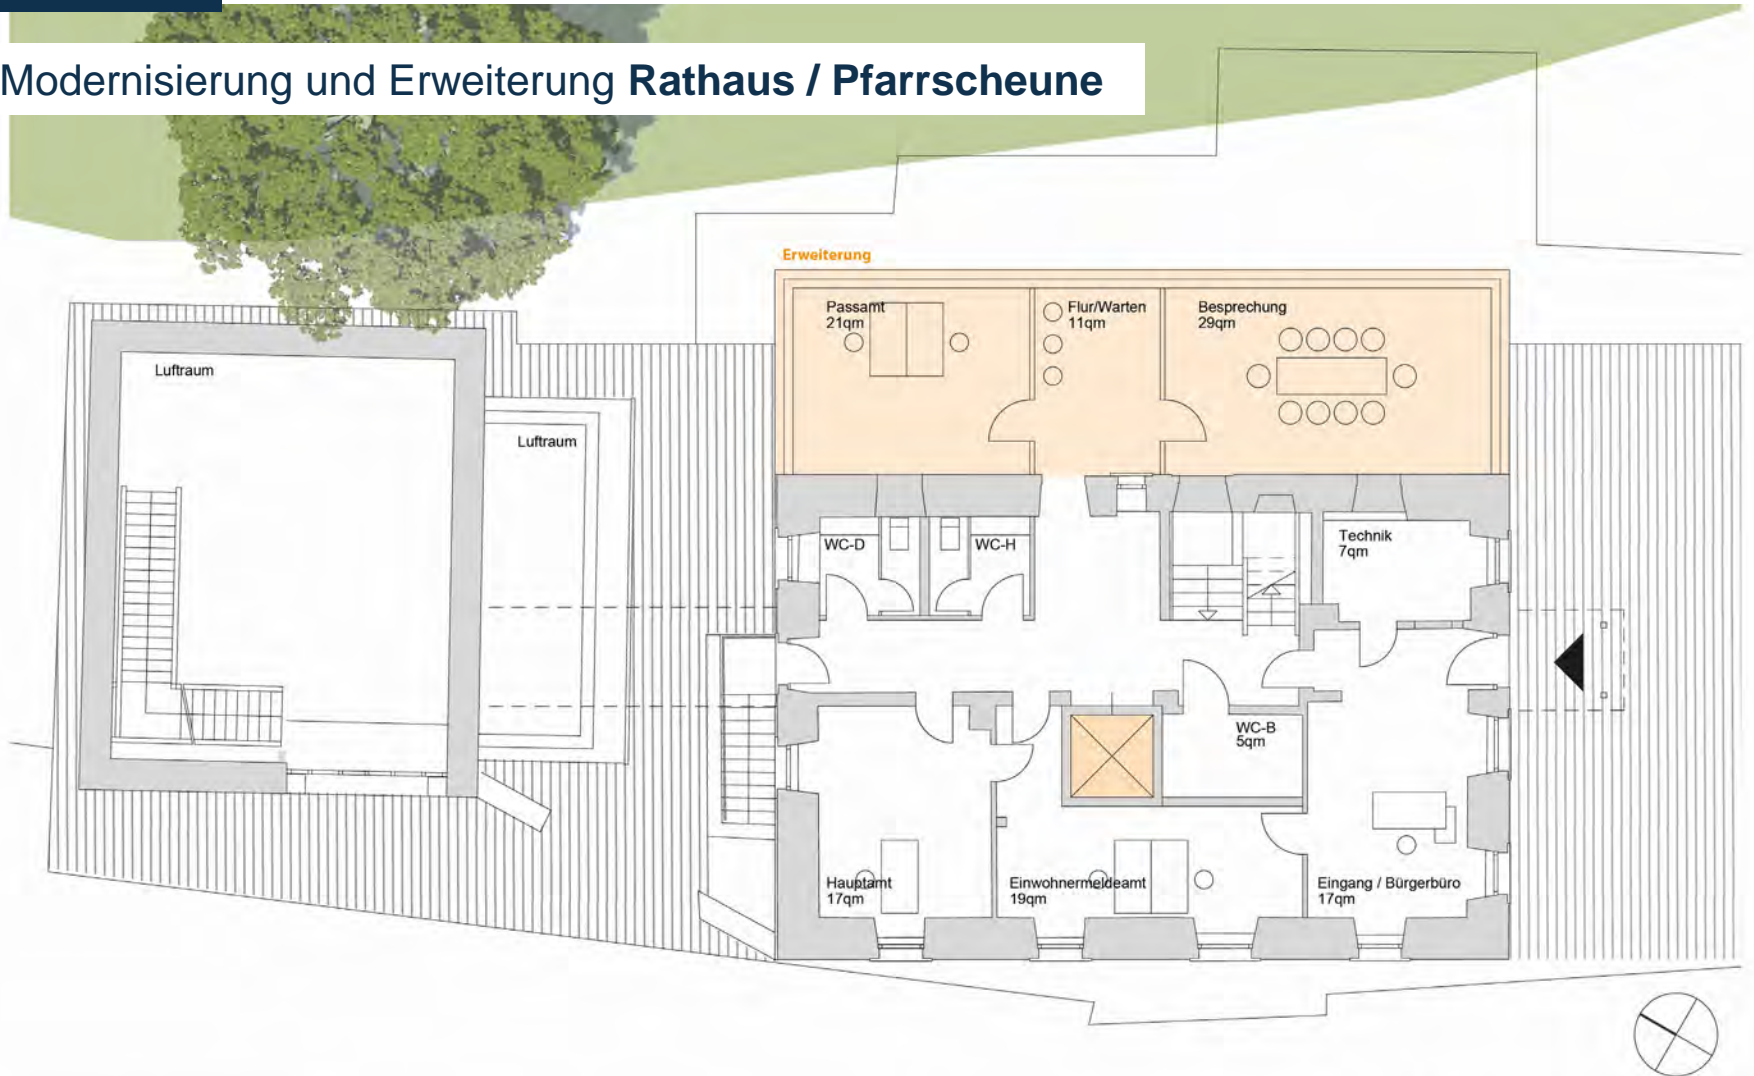 Modernisierung und Erweiterung Rathaus / Pfarrscheune
Erweiterung
Passamt
21qm
Flur/Warten
11qm
Besprechung
29qm
Luftraum
Luftraum
WC-D
WC-H
Technik
7qm
WC-B
5qm
Hauptamt
17qm
Einwohnermeldeamt
19qm
Eingang / Bürgerbüro
17qm